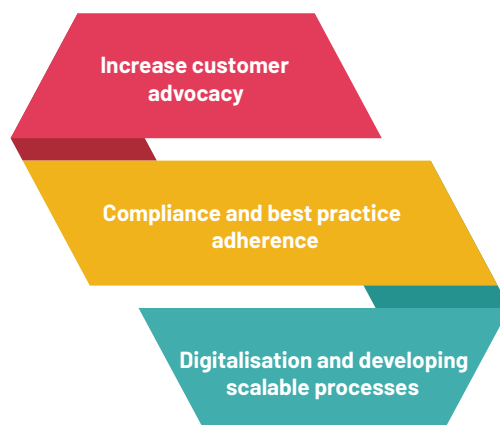 Increase customer
advocacy
Compliance and best practice
adherence
Digitalisation and developing
scalable processes